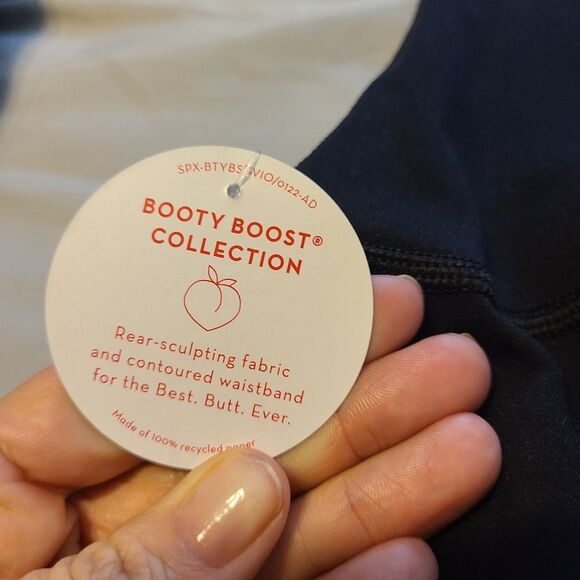 SPX-BTYBST/VIO/0122-AD
BOOTY BOOST®
COLLECTION
Rear-sculpting fabric
and contoured waistband
for the Best. Butt. Ever.
Made of 100% recycled paper